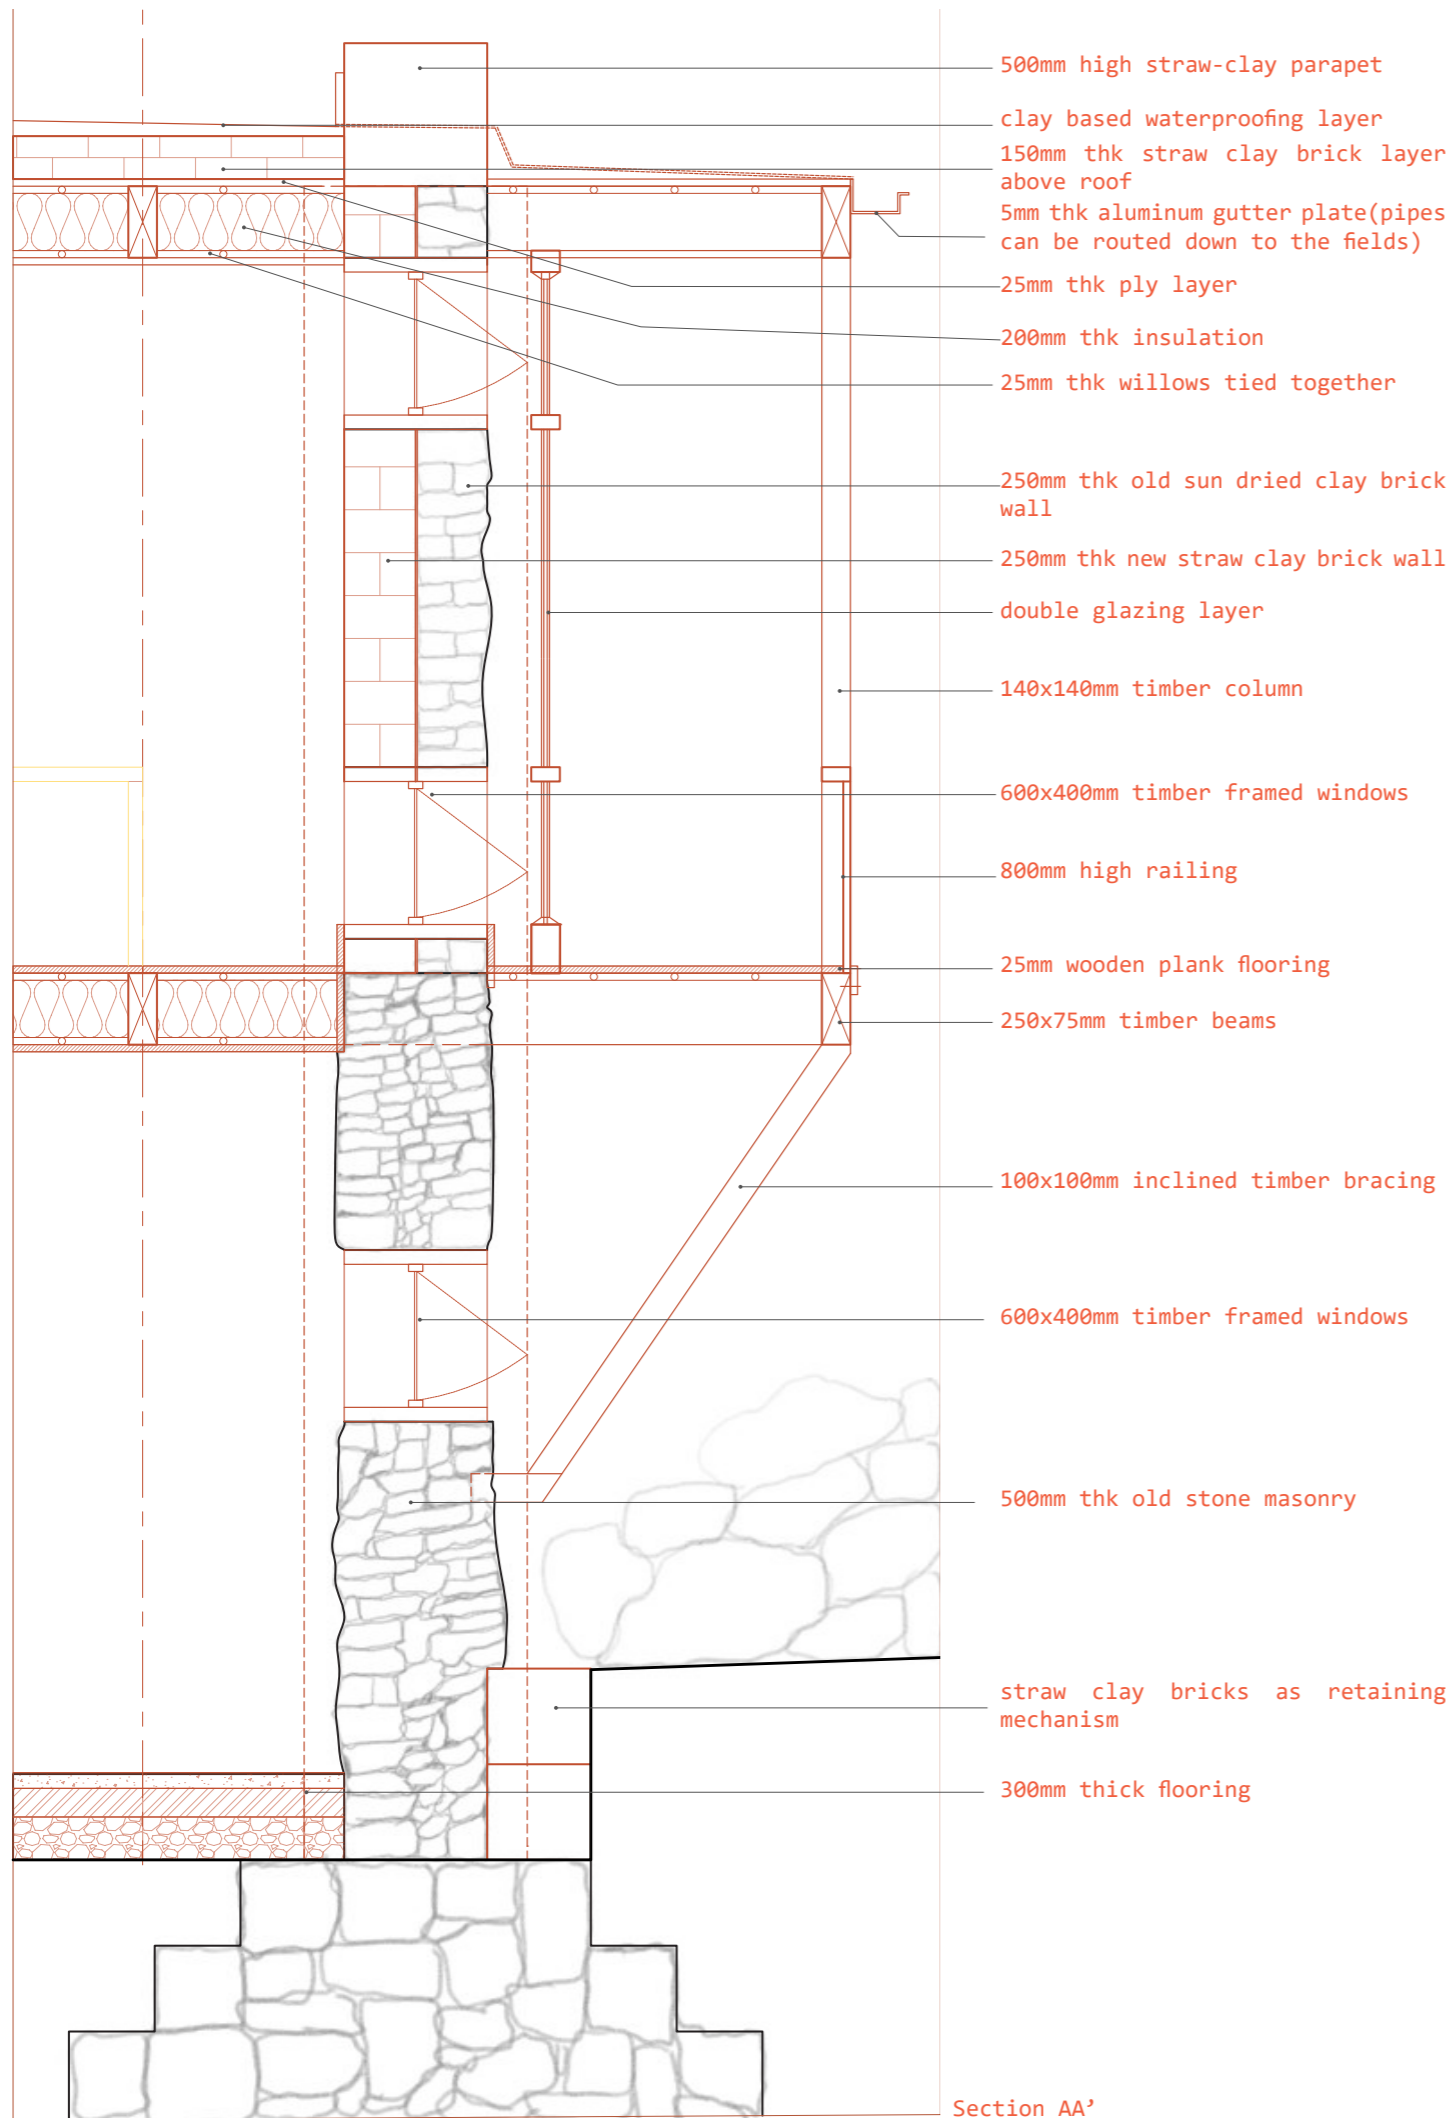 500mm high straw-clay parapet
clay based waterproofing layer
150mm thk straw clay brick layer
above roof
5mm thk aluminum gutter plate(pipes
can be routed down to the fields)
25mm thk ply layer
200mm thk insulation
25mm thk willows tied together
250mm thk old sun dried clay brick
wall
250mm thk new straw clay brick wall
double glazing layer
140x140mm timber column
600x400mm timber framed windows
800mm high railing
25mm wooden plank flooring
250x75mm timber beams
100x100mm inclined timber bracing
600x400mm timber framed windows
500mm thk old stone masonry
straw clay bricks as retaining
mechanism
300mm thick flooring
Section AA’